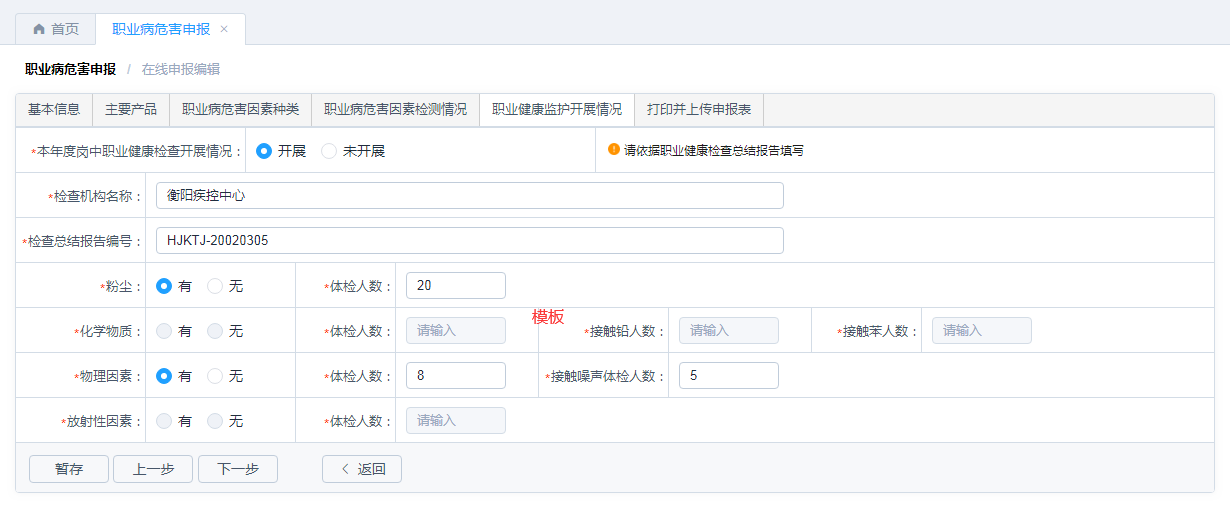 首页 职业病危害申报 ×
职业病危害申报 / 在线申报编辑
基本信息 主要产品 职业病危害因素种类 职业病危害因素检测情况 职业健康监护开展情况 打印并上传申报表
*本年度岗中职业健康检查开展情况： 开展 未开展 请依据职业健康检查总结报告填写
*检查机构名称： 衡阳疾控中心
*检查总结报告编号： HJKTJ-20020305
*粉尘： 有 无 *体检人数： 20
模板
*化学物质： 有 无 *体检人数： 请输入 *接触铅人数： 请输入 *接触苯人数： 请输入
*物理因素： 有 无 *体检人数： 8 *接触噪声体检人数： 5
*放射性因素： 有 无 *体检人数： 请输入
暂存 上一步 下一步 < 返回